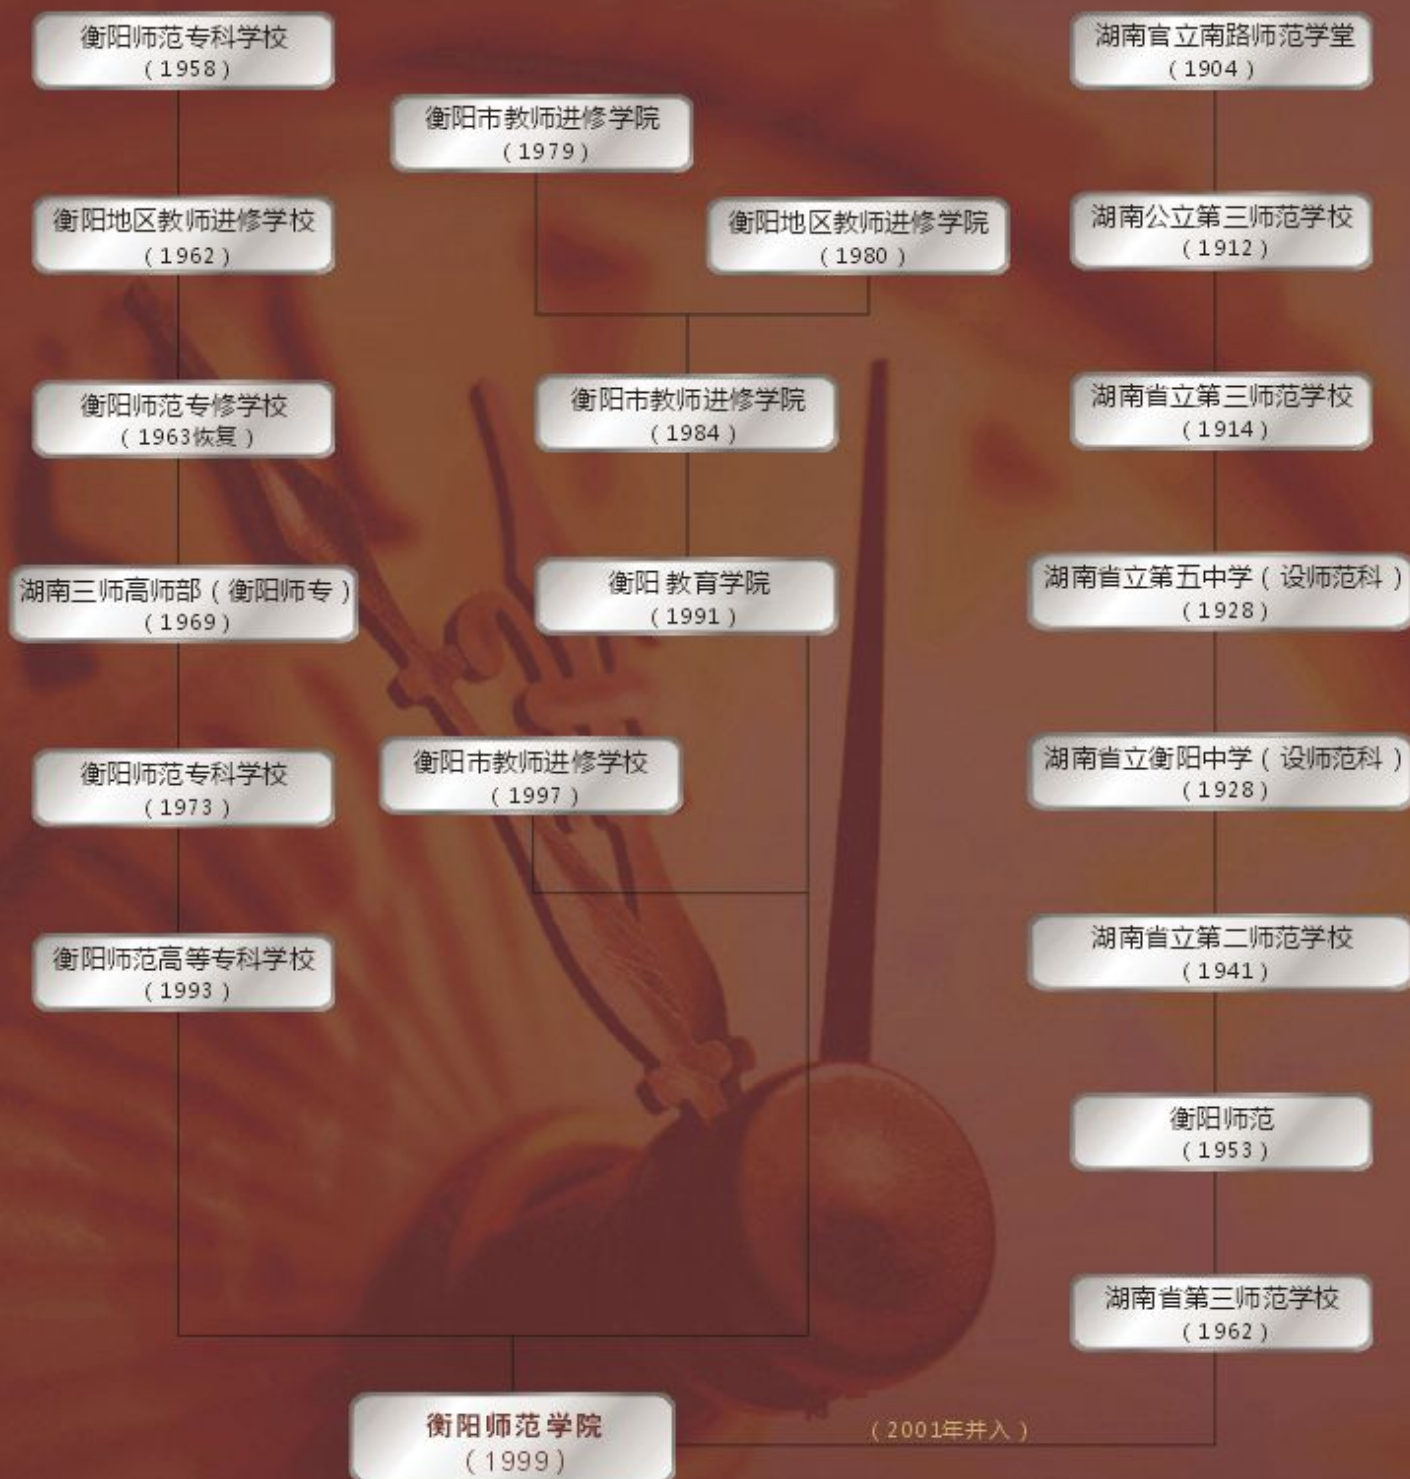 衡阳师范专科学校
（1958）
衡阳地区教师进修学校
（1962）
衡阳师范专修学校
（1963恢复）
湖南三师高师部（衡阳师专）
（1969）
衡阳师范专科学校
（1973）
衡阳师范高等专科学校
（1993）
衡阳市教师进修学院
（1979）
衡阳地区教师进修学院
（1980）
衡阳市教师进修学院
（1984）
衡阳 教育学院
（1991）
衡阳市教师进修学校
（1997）
湖南官立南路师范学堂
（1904）
湖南公立第三师范学校
（1912）
湖南省立第三师范学校
（1914）
湖南省立第五中学（设师范科）
（1928）
湖南省立衡阳中学（设师范科）
（1928）
湖南省立第二师范学校
（1941）
衡阳师范
（1953）
湖南省第三师范学校
（1962）
（2001年并入）
衡阳师范学院
（1999）